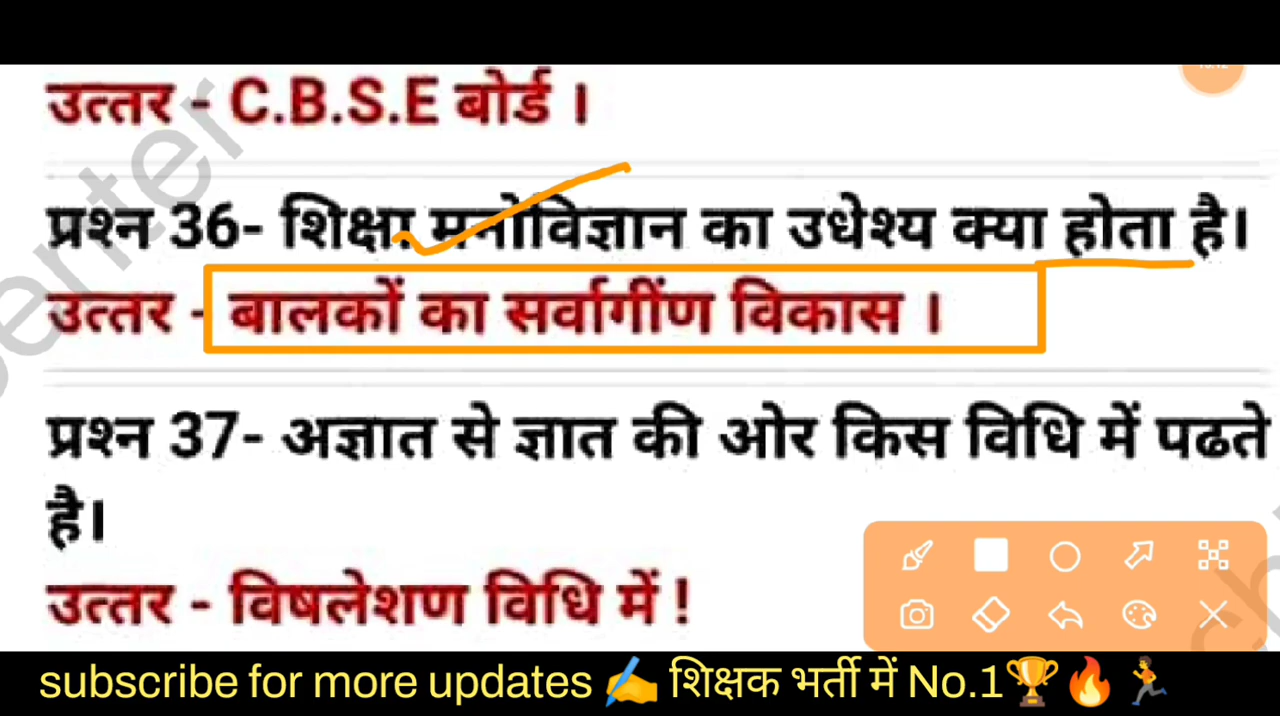 उत्तर - C.B.S.E बोर्ड ।
प्रश्न 36- शिक्षा मनोविज्ञान का उधेश्य क्या होता है।
उत्तर - बालकों का सर्वागींण विकास ।
प्रश्न 37- अज्ञात से ज्ञात की ओर किस विधि में पढते
है।
उत्तर - विषलेशण विधि में !
subscribe for more updates ✍️ शिक्षक भर्ती में No.1🏆🔥🏃